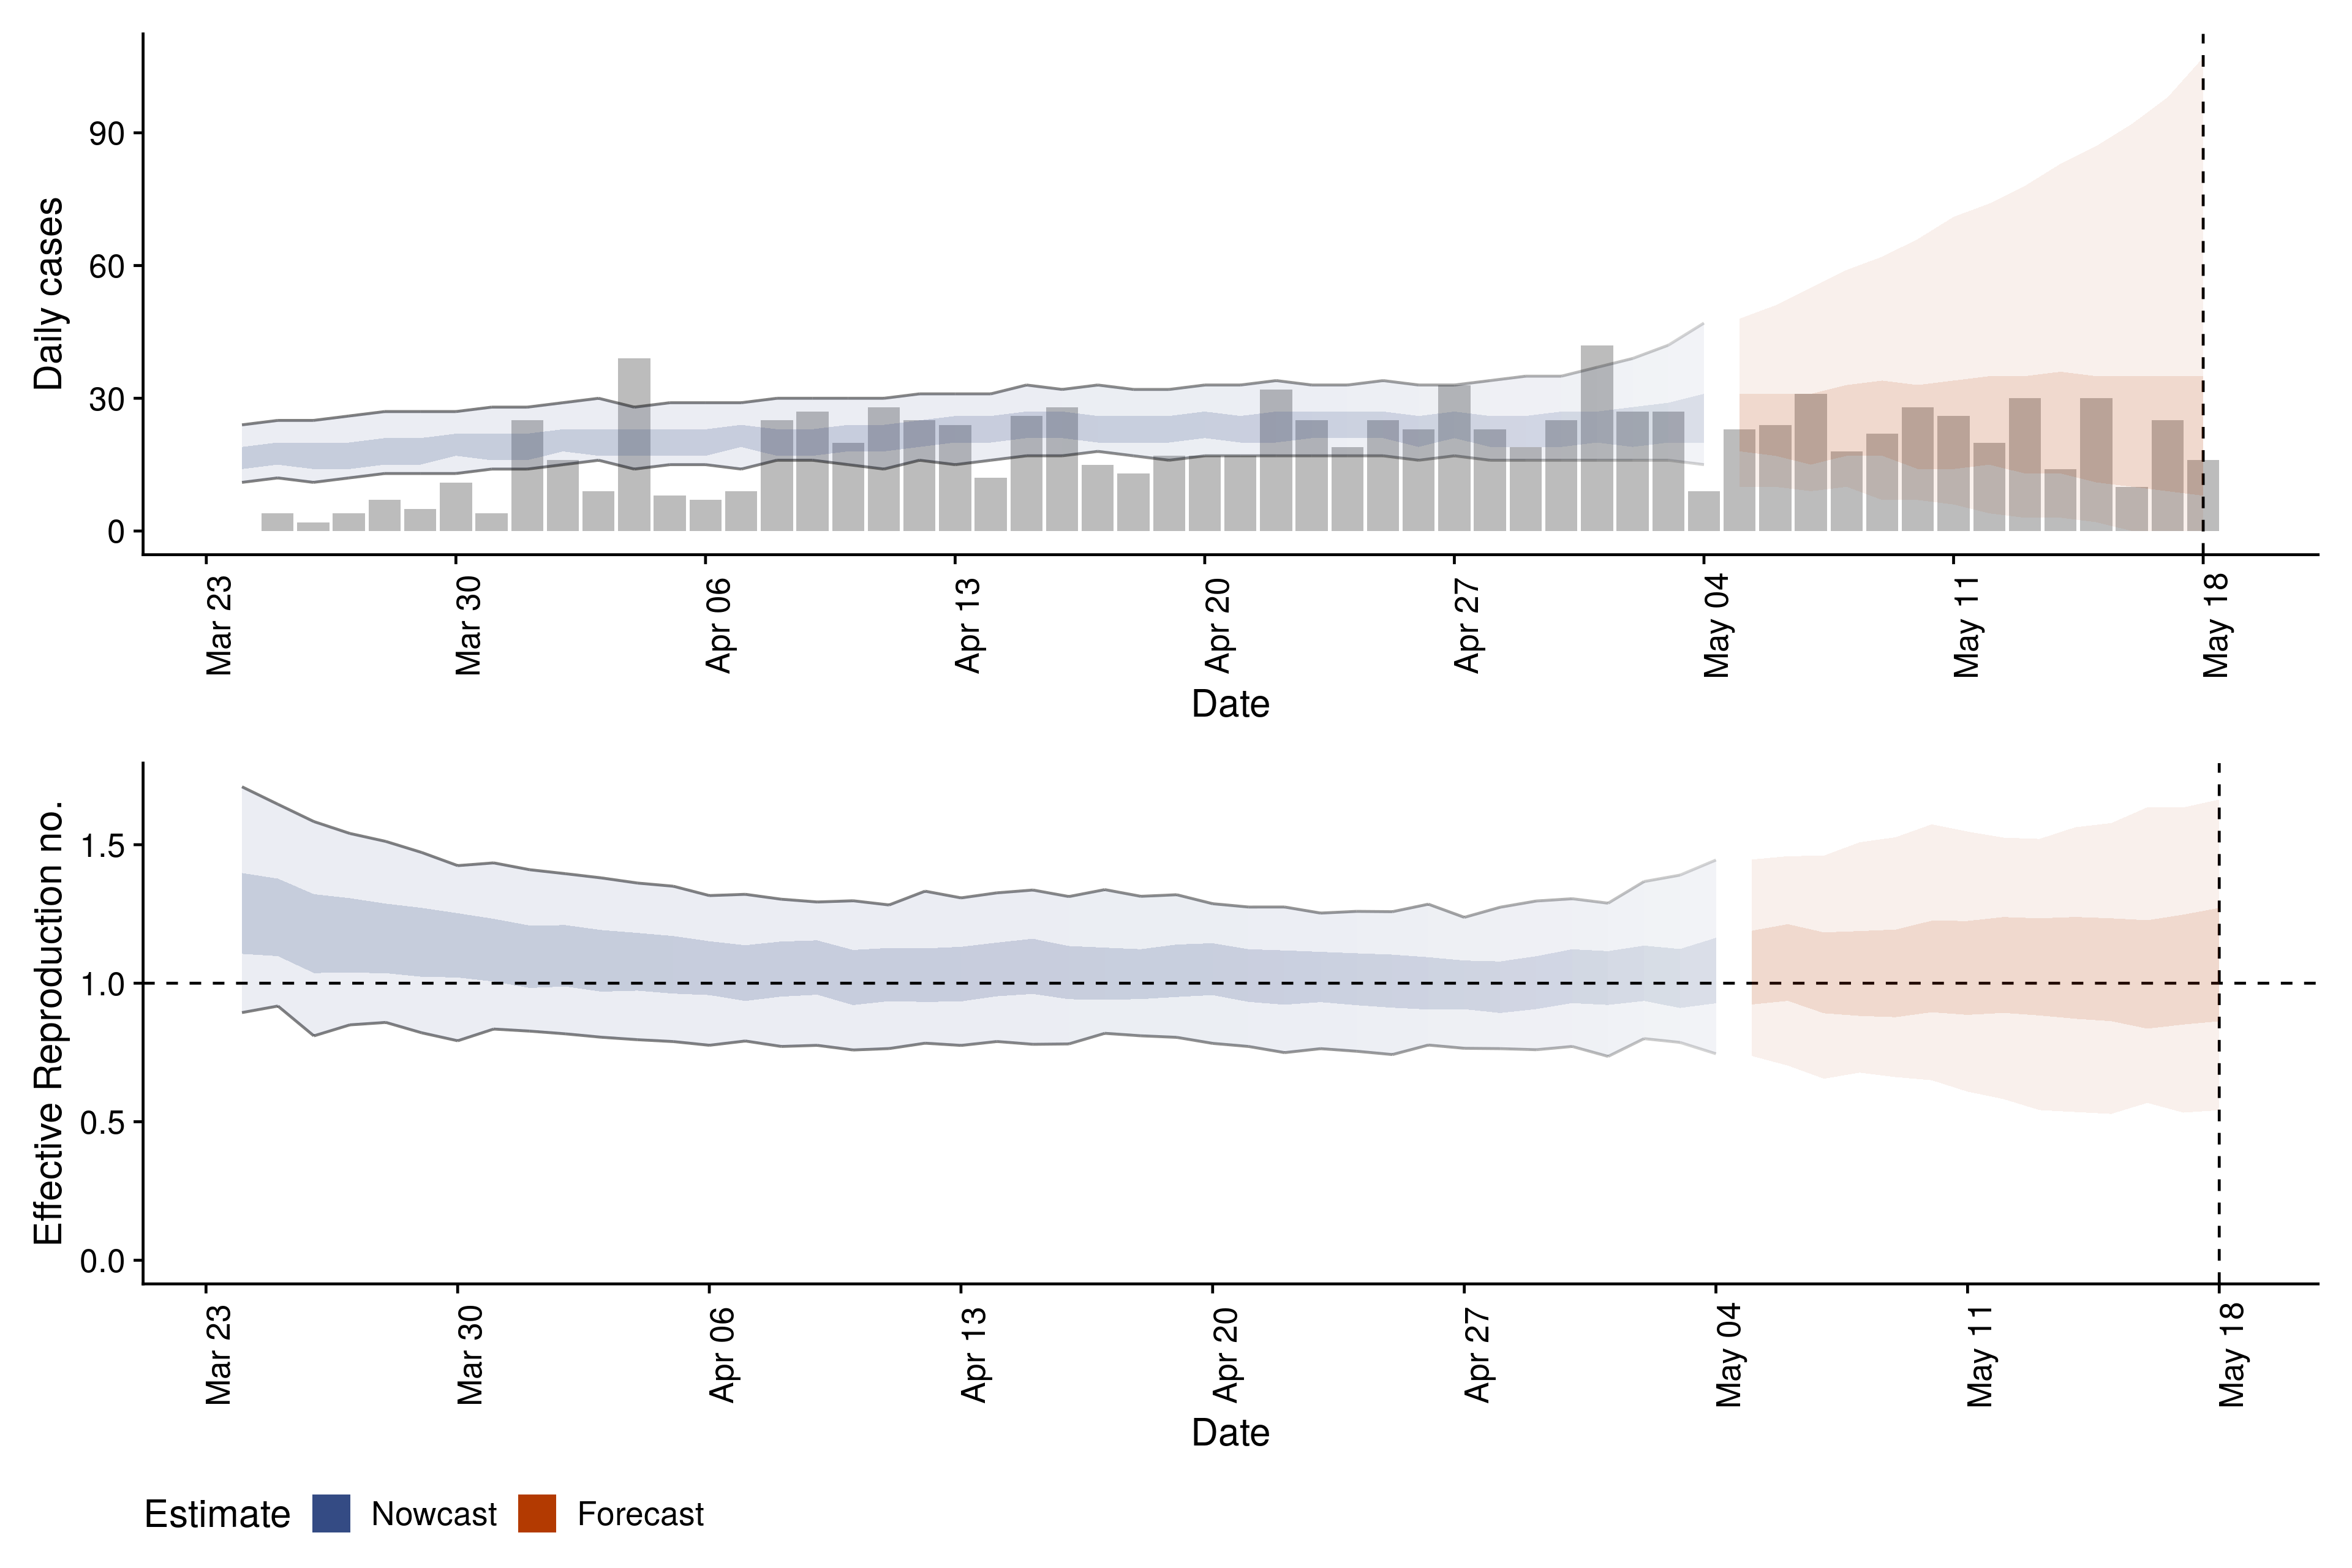 Daily cases
90
60
30
0
Mar 23
Mar 30
Apr 06
Apr 13
Apr 20
Apr 27
May 04
May 11
May 18
Date
Effective Reproduction no.
1.5
1.0
0.5
0.0
Mar 23
Mar 30
Apr 06
Apr 13
Apr 20
Apr 27
May 04
May 11
May 18
Date
Estimate Nowcast Forecast